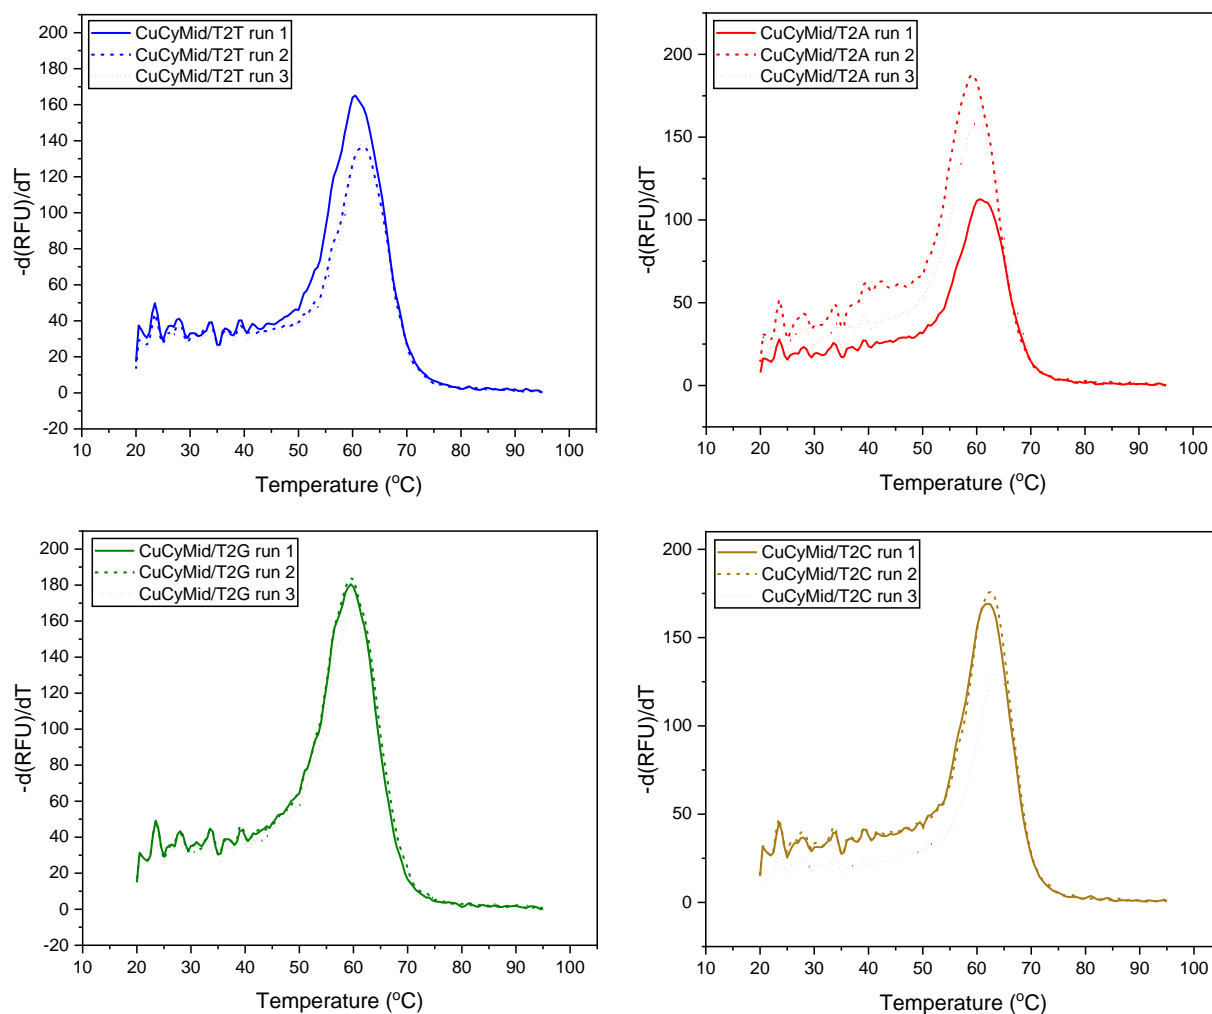 CuCyMid/T2T run 1
CuCyMid/T2T run 2
CuCyMid/T2T run 3
-d(RFU)/dT
200
180
160
140
120
100
80
60
40
20
0
-20
10 20 30 40 50 60 70 80 90 100
Temperature (°C)
CuCyMid/T2A run 1
CuCyMid/T2A run 2
CuCyMid/T2A run 3
-d(RFU)/dT
200
150
100
50
0
10 20 30 40 50 60 70 80 90 100
Temperature (°C)
CuCyMid/T2G run 1
CuCyMid/T2G run 2
CuCyMid/T2G run 3
-d(RFU)/dT
200
180
160
140
120
100
80
60
40
20
0
-20
10 20 30 40 50 60 70 80 90 100
Temperature (°C)
CuCyMid/T2C run 1
CuCyMid/T2C run 2
CuCyMid/T2C run 3
-d(RFU)/dT
200
150
100
50
0
10 20 30 40 50 60 70 80 90 100
Temperature (°C)